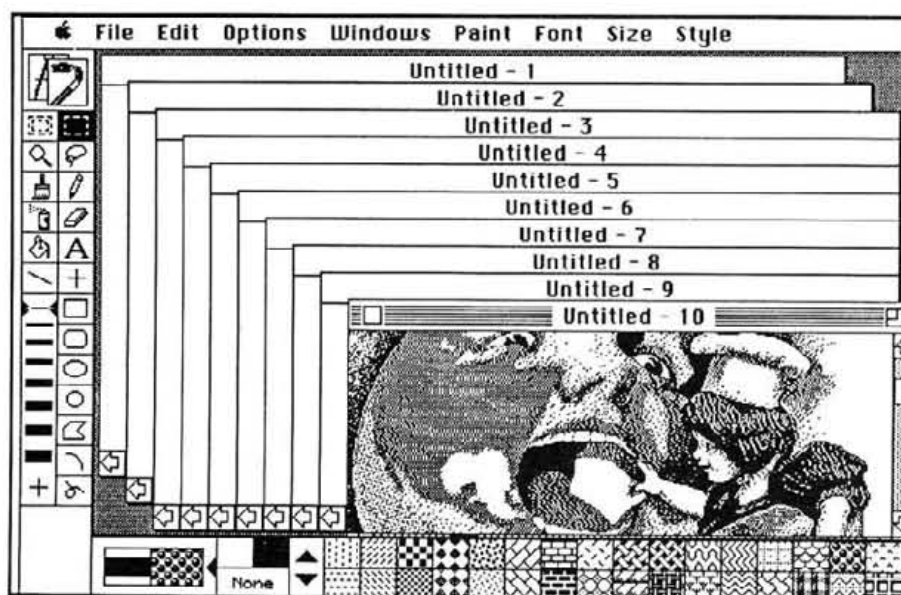 File Edit Options Windows Paint Font Size Style
Untitled - 1
Untitled - 2
Untitled - 3
Untitled - 4
Untitled - 5
Untitled - 6
Untitled - 7
Untitled - 8
Untitled - 9
Untitled - 10
A
None